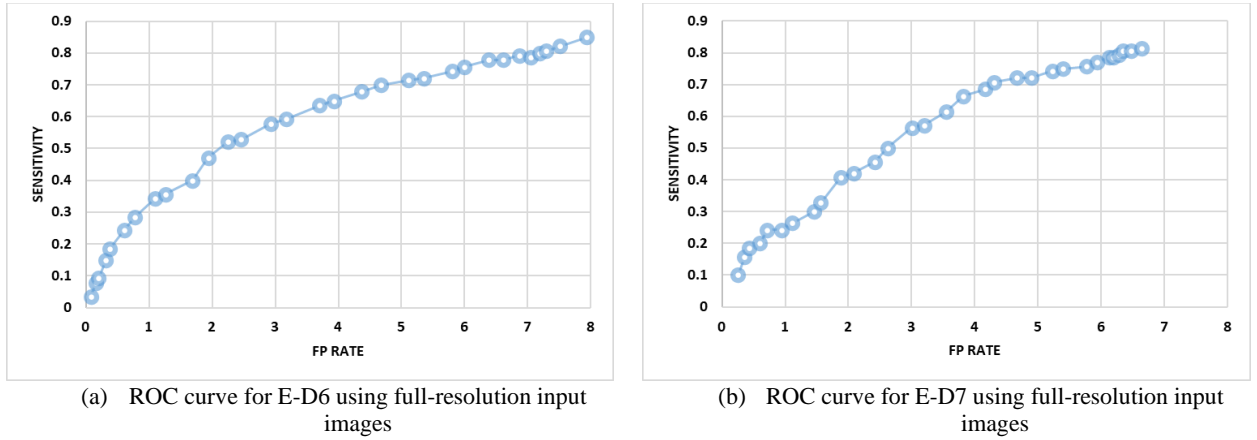 0.9
0.8
0.7
0.6
0.5
0.4
0.3
0.2
0.1
0
SENSITIVITY
0 1 2 3 4 5 6 7 8
FP RATE
(a) ROC curve for E-D6 using full-resolution input
images
0.9
0.8
0.7
0.6
0.5
0.4
0.3
0.2
0.1
0
SENSITIVITY
0 1 2 3 4 5 6 7 8
FP RATE
(b) ROC curve for E-D7 using full-resolution input
images